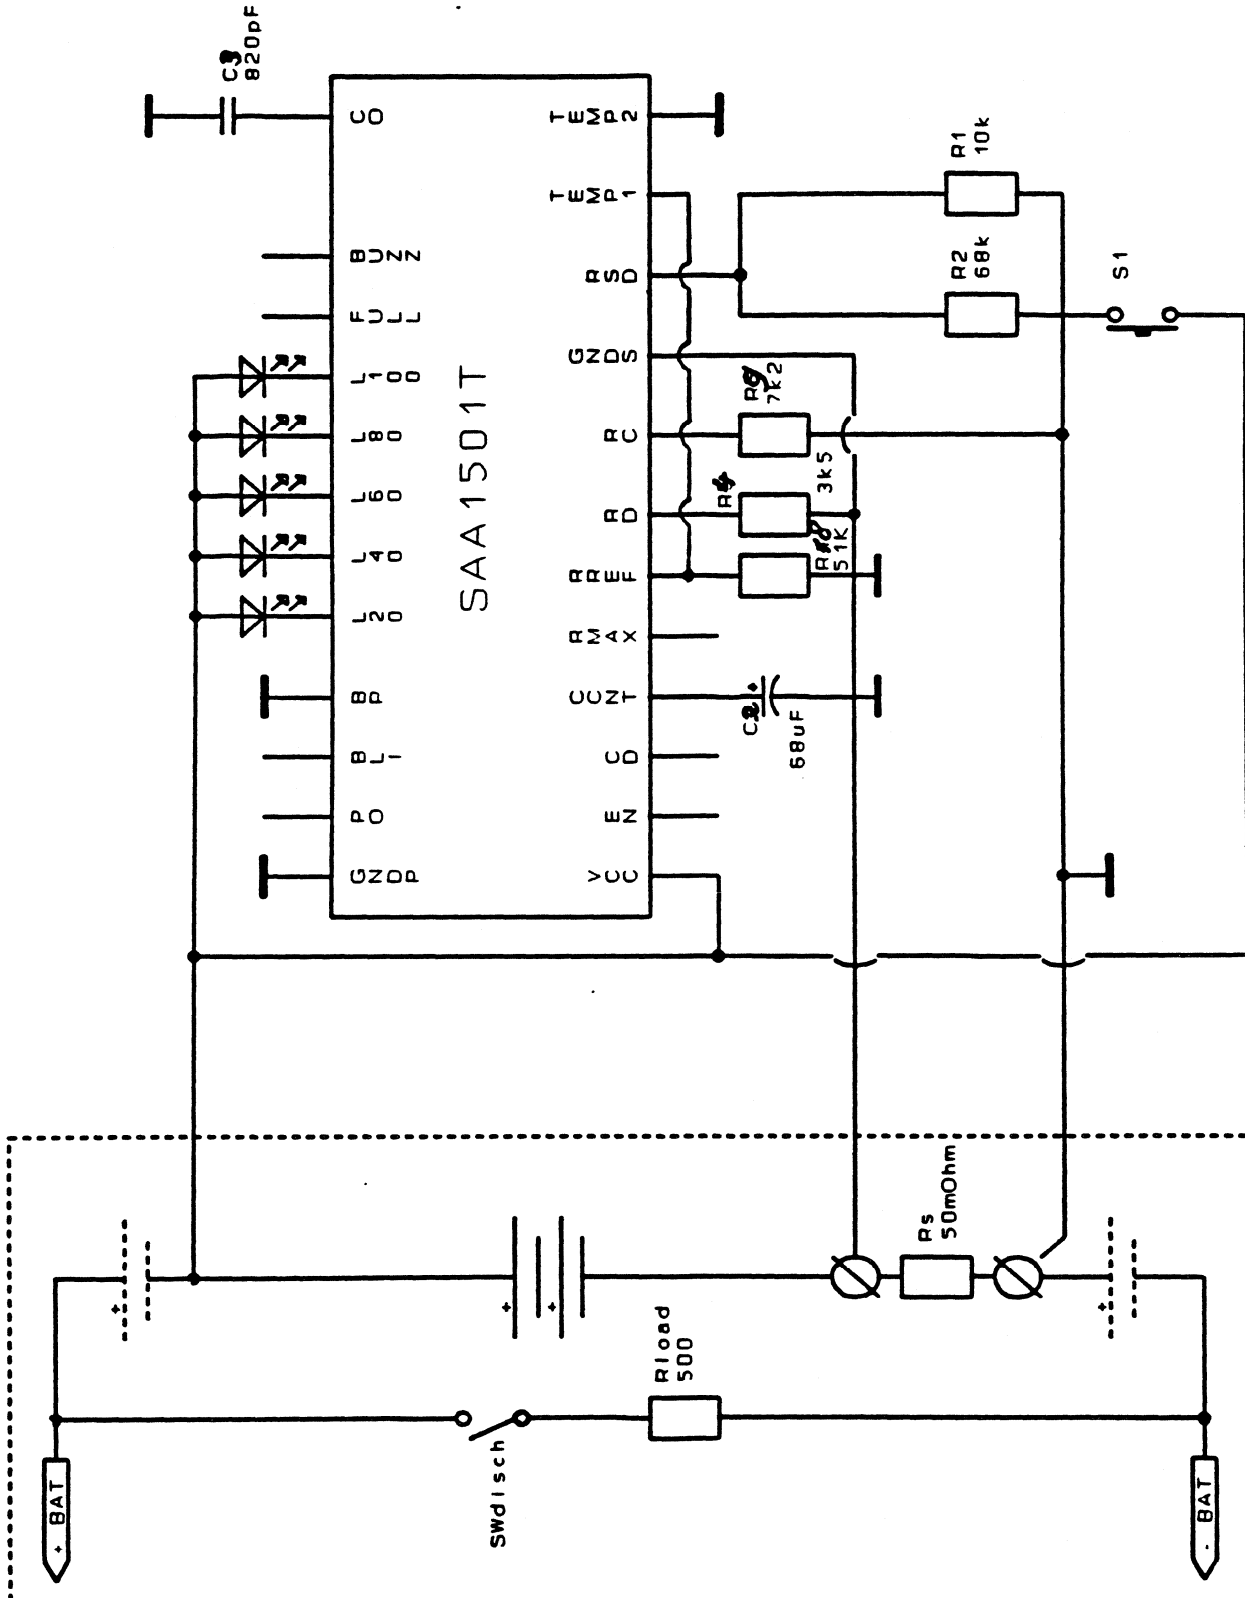 C3
820pF
CO
BUZZ
FULL
L100
L80
L60
L40
L20
BP
BLI
PO
GNDP
SAA1501T
TEMP2
TEMP1
RSD
GNDS
RC
RD
RREF
RMAX
CCNT
CD
EN
VCC
R1
10k
R2
68k
S1
7k2
R4
3k5
51K
C2
+
68uF
+
+
+
+
Rs
50mOhm
Rload
500
SWdisch
+ BAT
- BAT